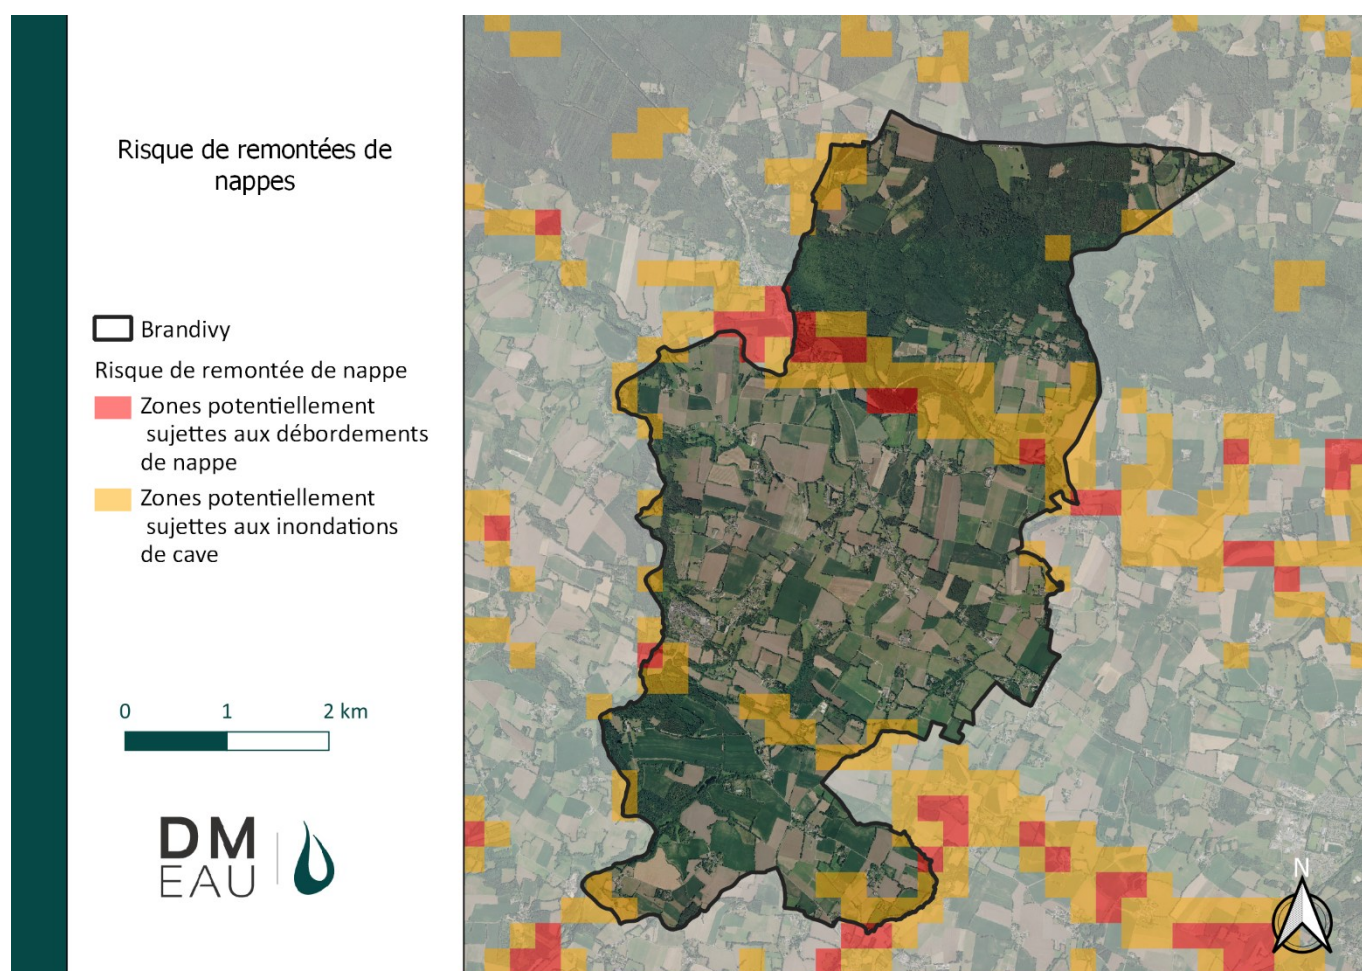 Risque de remontées de
nappes
Brandivy
Risque de remontée de nappe
Zones potentiellement
sujettes aux débordements
de nappe
Zones potentiellement
sujettes aux inondations
de cave
0 1 2 km
DM
EAU
N